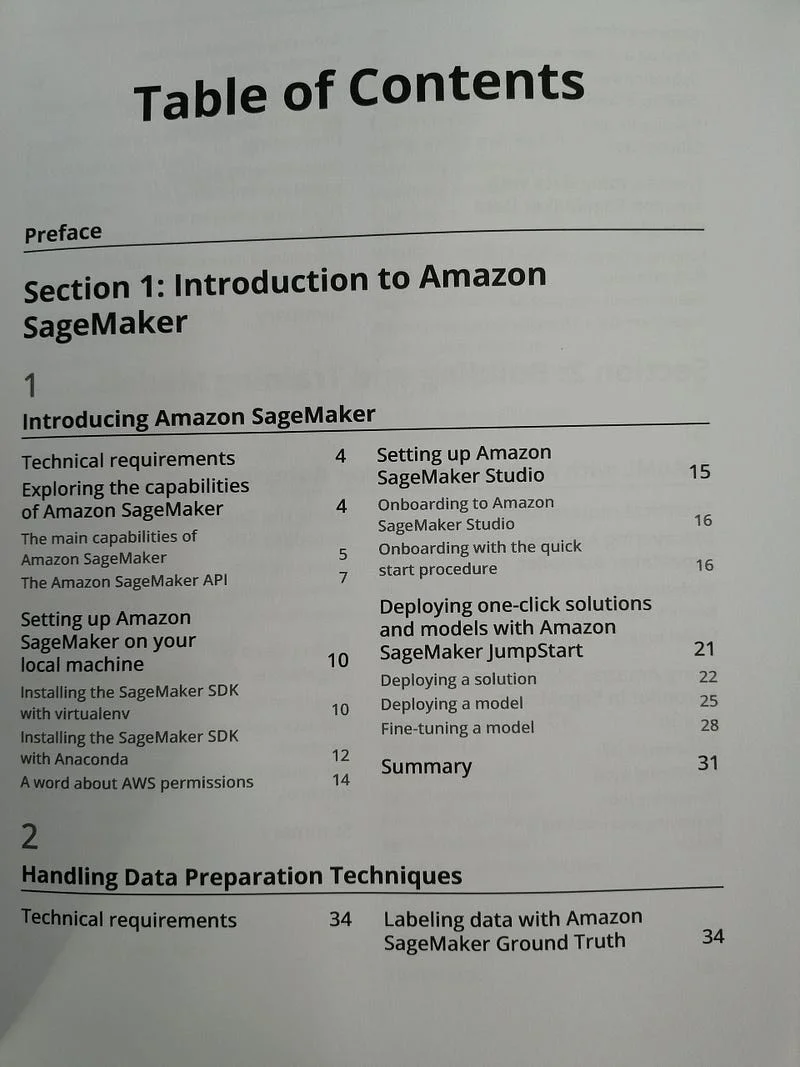 Table of Contents
Preface
Section 1: Introduction to Amazon
SageMaker
1
Introducing Amazon SageMaker
Technical requirements 4
Exploring the capabilities
of Amazon SageMaker 4
The main capabilities of
Amazon SageMaker 5
The Amazon SageMaker API 7
Setting up Amazon
SageMaker on your
local machine 10
Installing the SageMaker SDK
with virtualenv 10
Installing the SageMaker SDK
with Anaconda 12
A word about AWS permissions 14
Setting up Amazon
SageMaker Studio 15
Onboarding to Amazon
SageMaker Studio 16
Onboarding with the quick
start procedure 16
Deploying one-click solutions
and models with Amazon
SageMaker JumpStart 21
Deploying a solution 22
Deploying a model 25
Fine-tuning a model 28
Summary 31
2
Handling Data Preparation Techniques
Technical requirements 34
Labeling data with Amazon
SageMaker Ground Truth 34